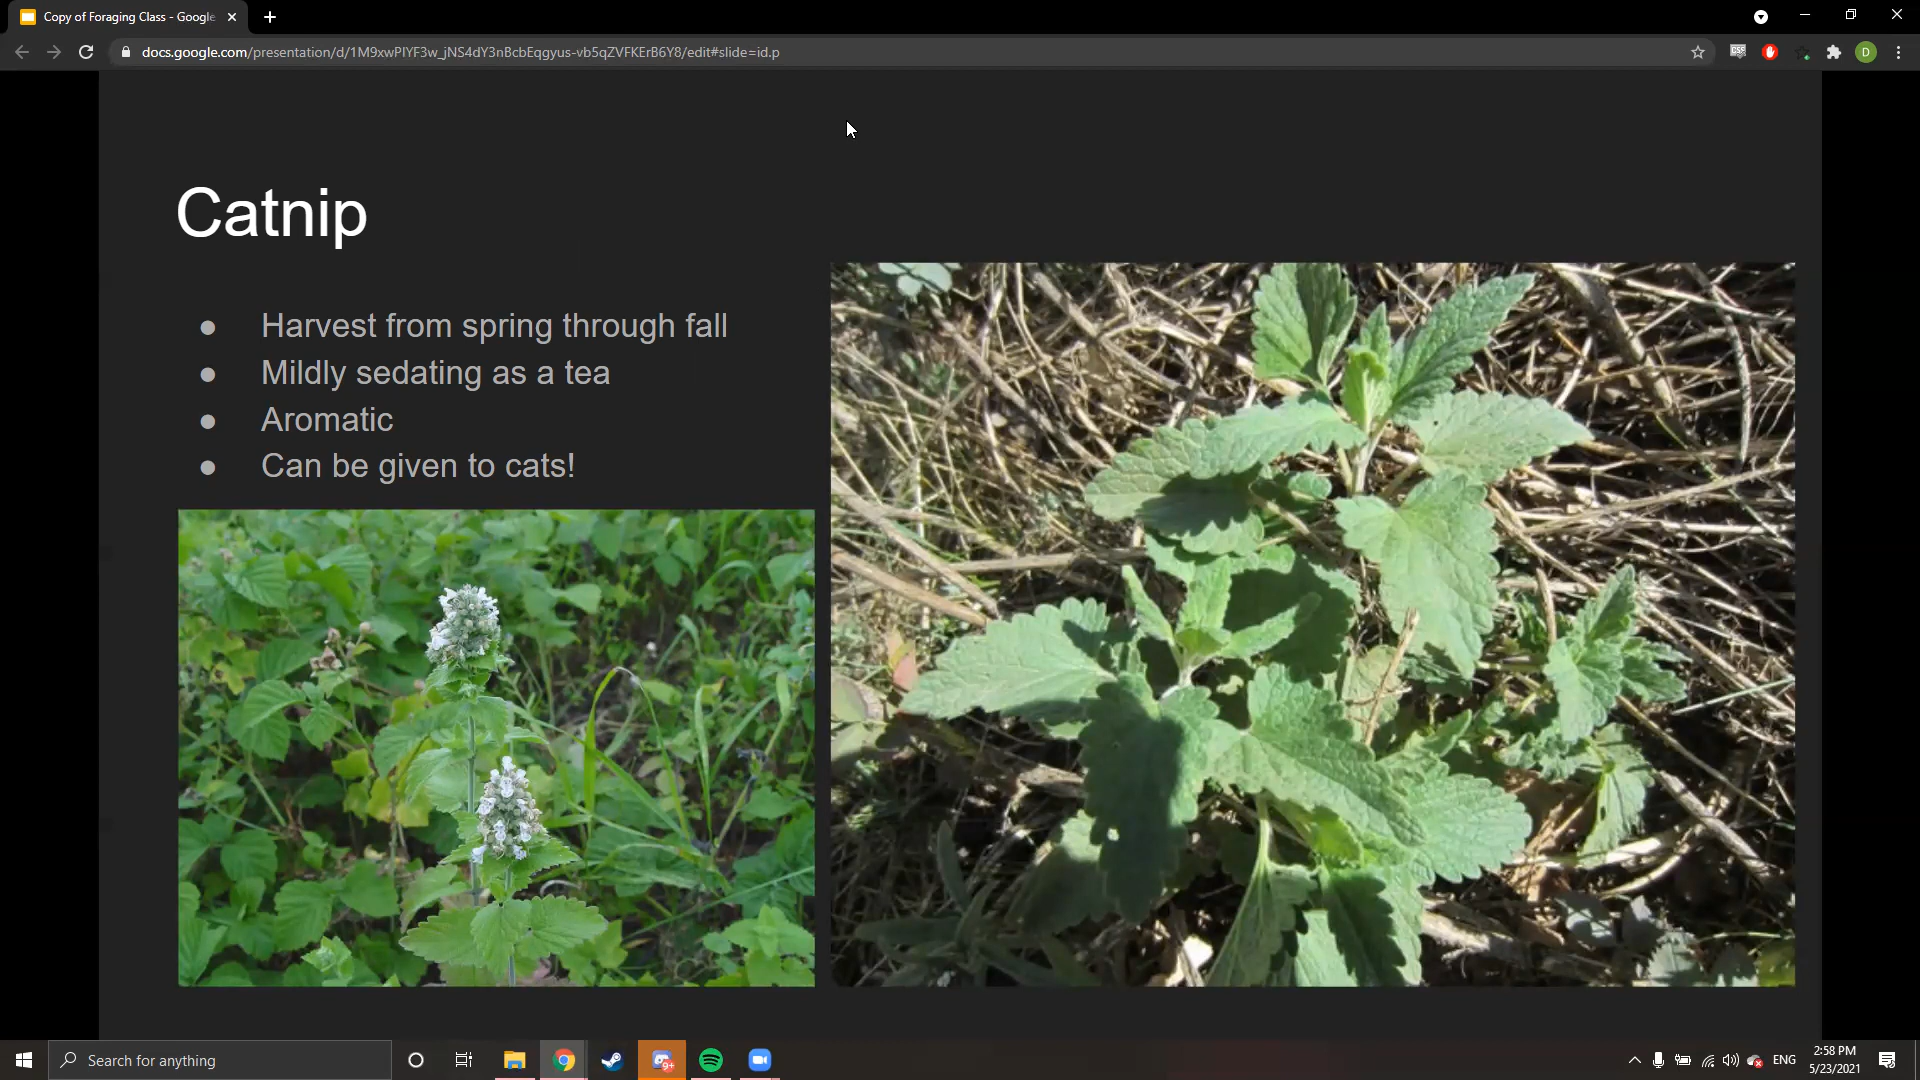 Copy of Foraging Class - Google
docs.google.com/presentation/d/1M9xwPlYF3w_jNS4dY3nBcbEqgyus-vb5qZVFKErB6Y8/edit#slide=id.p
D
Catnip
● Harvest from spring through fall
● Mildly sedating as a tea
● Aromatic
● Can be given to cats!
Search for anything
9+
ENG
2:58 PM
5/23/2021